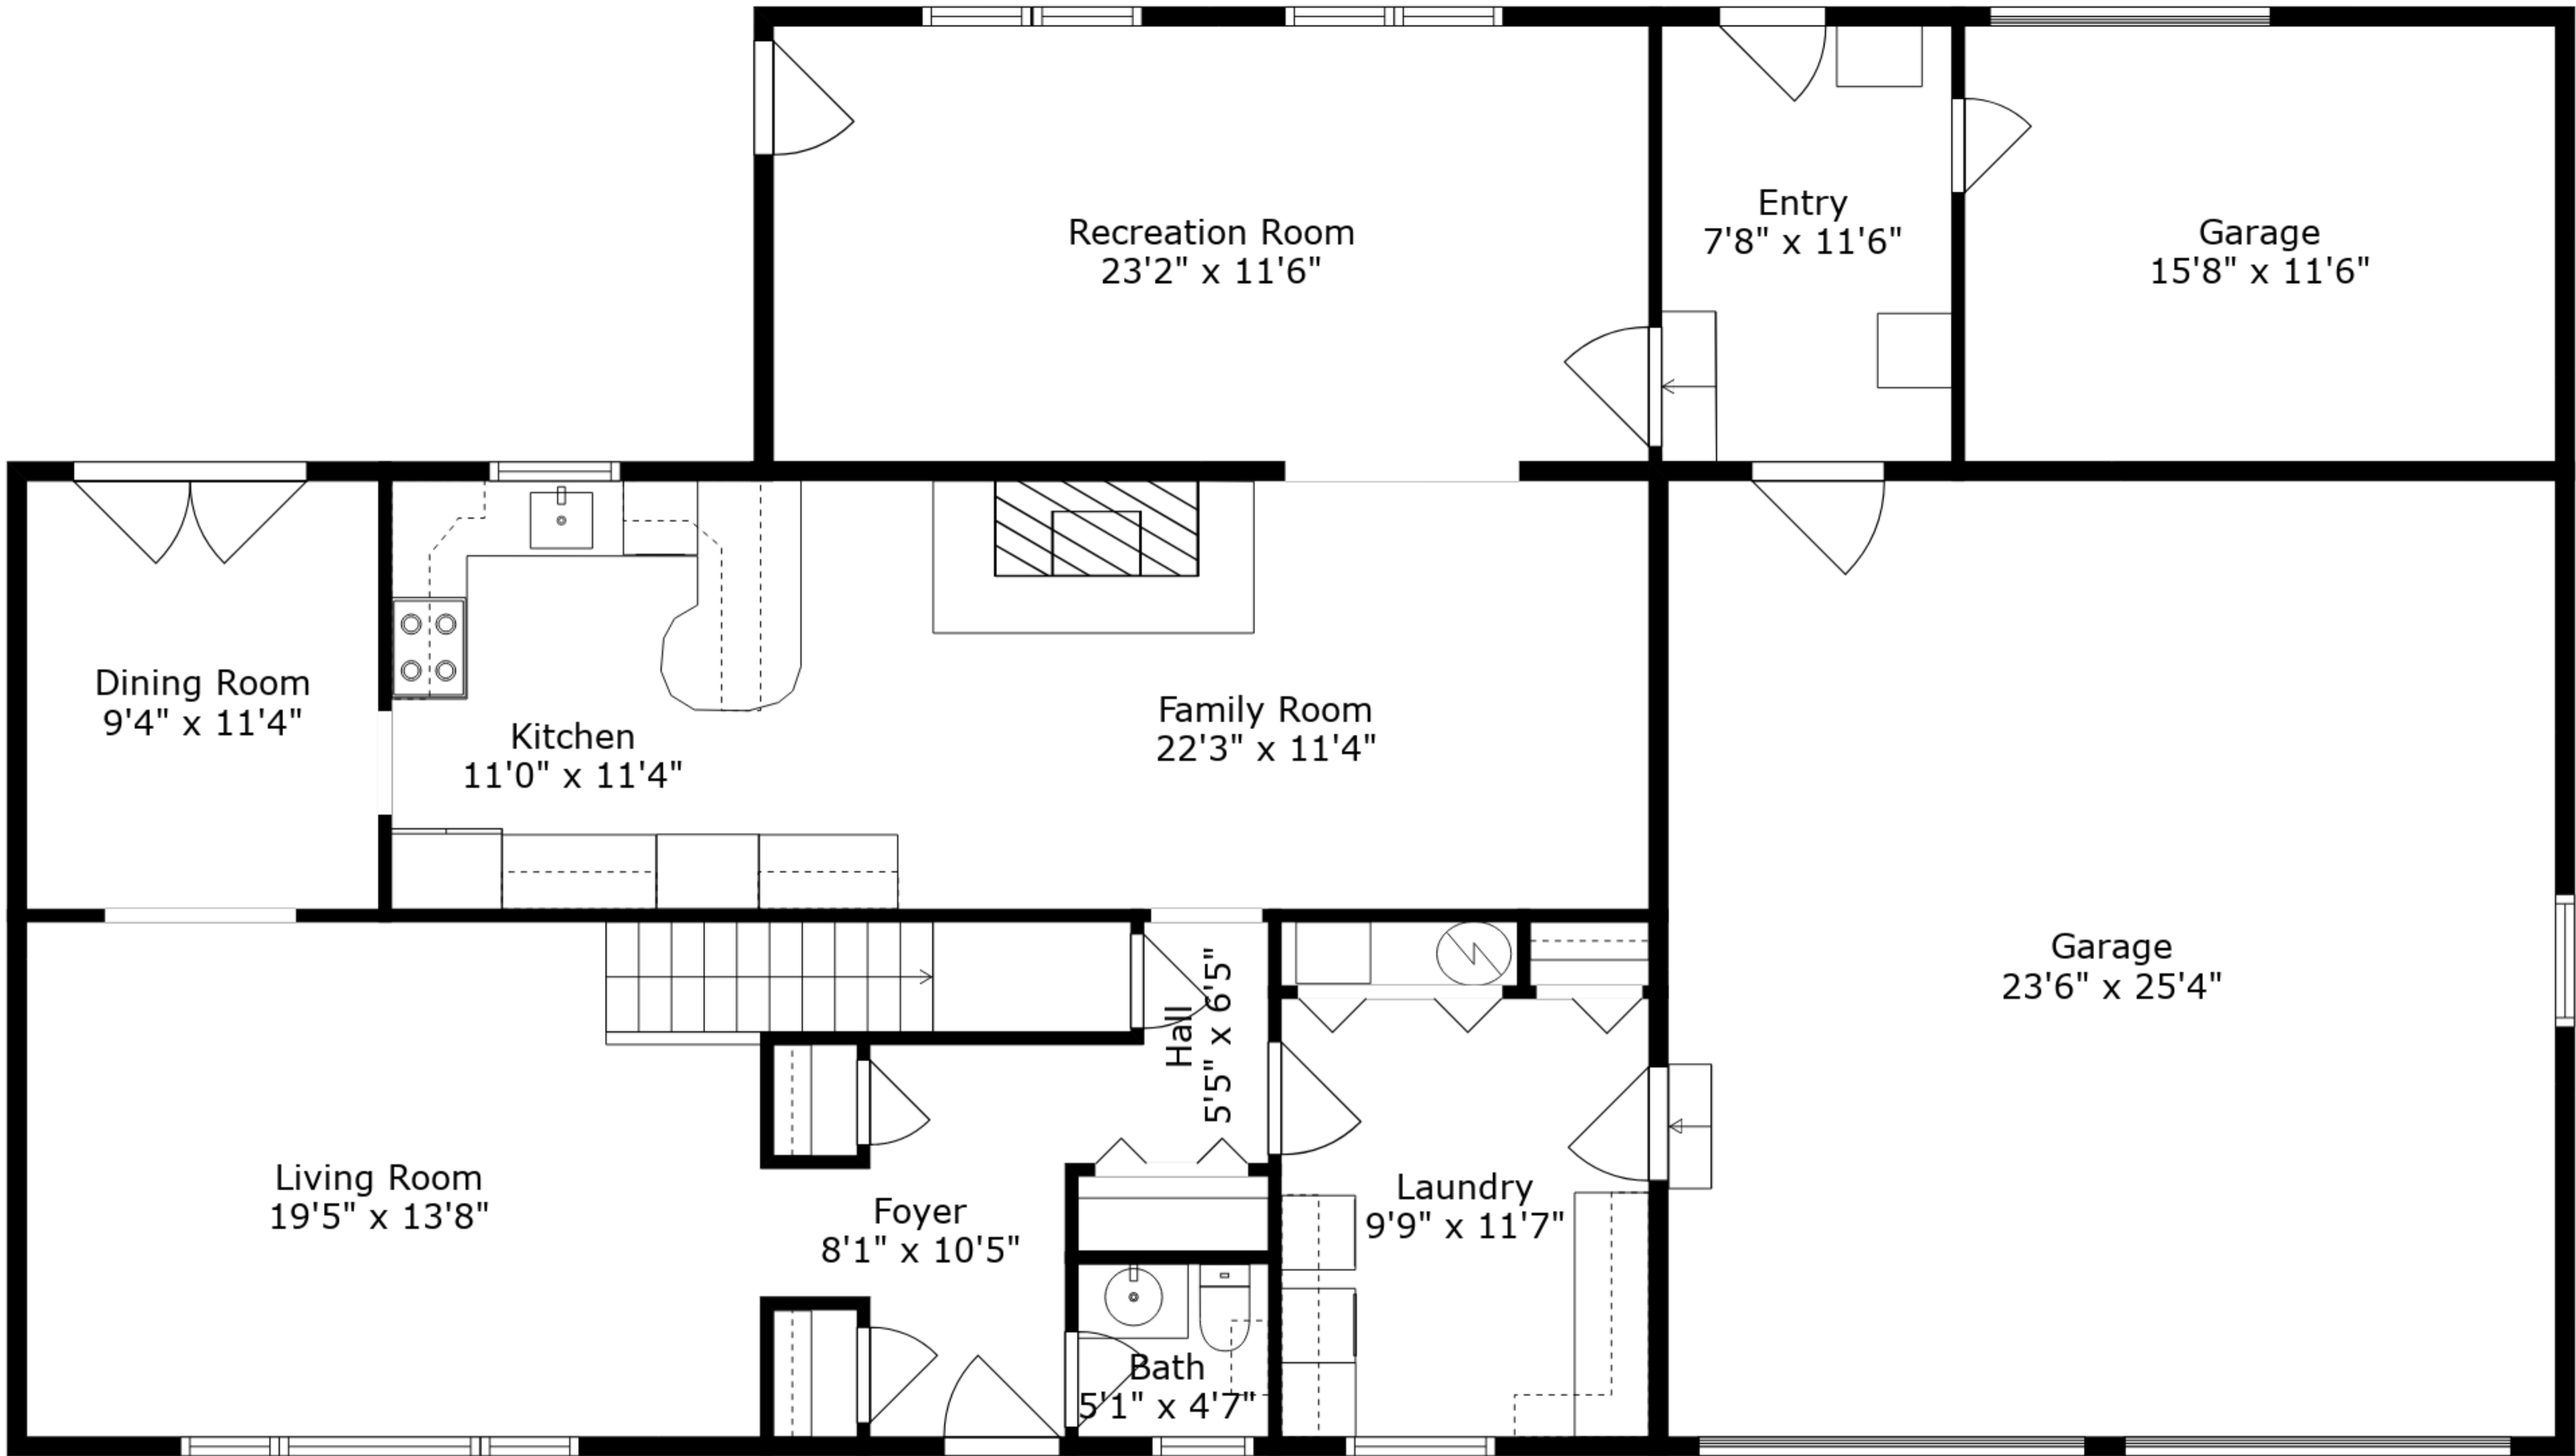 Recreation Room
23'2" x 11'6"
Entry
7'8" x 11'6"
Garage
15'8" x 11'6"
Dining Room
9'4" x 11'4"
Kitchen
11'0" x 11'4"
Family Room
22'3" x 11'4"
Garage
23'6" x 25'4"
Hall
5'5" x 6'5"
Living Room
19'5" x 13'8"
Foyer
8'1" x 10'5"
Laundry
9'9" x 11'7"
Bath
5'1" x 4'7"